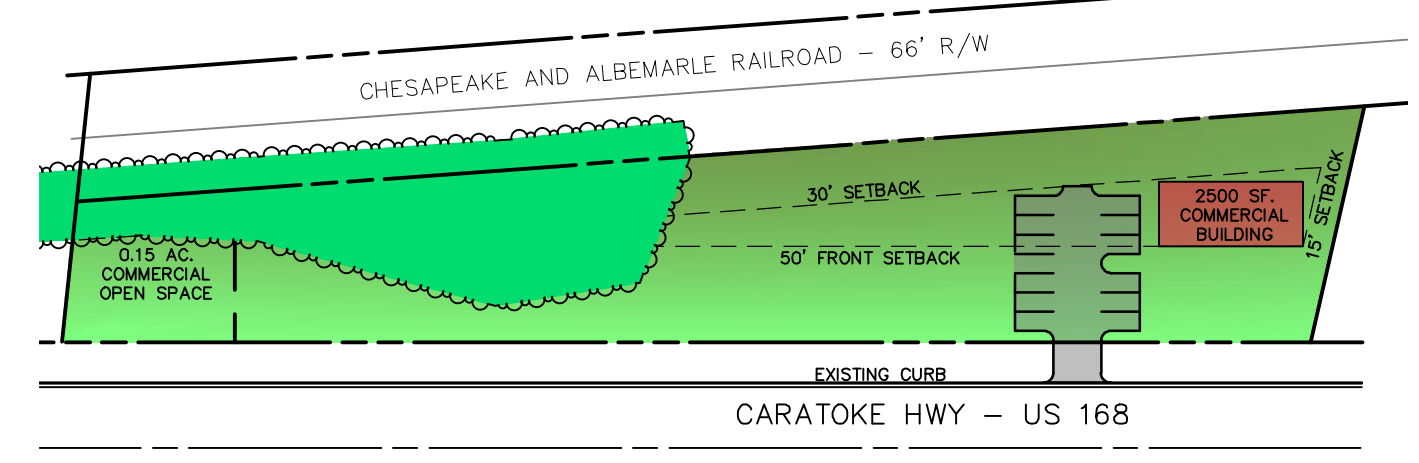 CHESAPEAKE AND ALBEMARLE RAILROAD – 66' R/W
30' SETBACK
15' SETBACK
2500 SF.
COMMERCIAL
BUILDING
50' FRONT SETBACK
0.15 AC.
COMMERCIAL
OPEN SPACE
EXISTING CURB
CARATOKE HWY – US 168